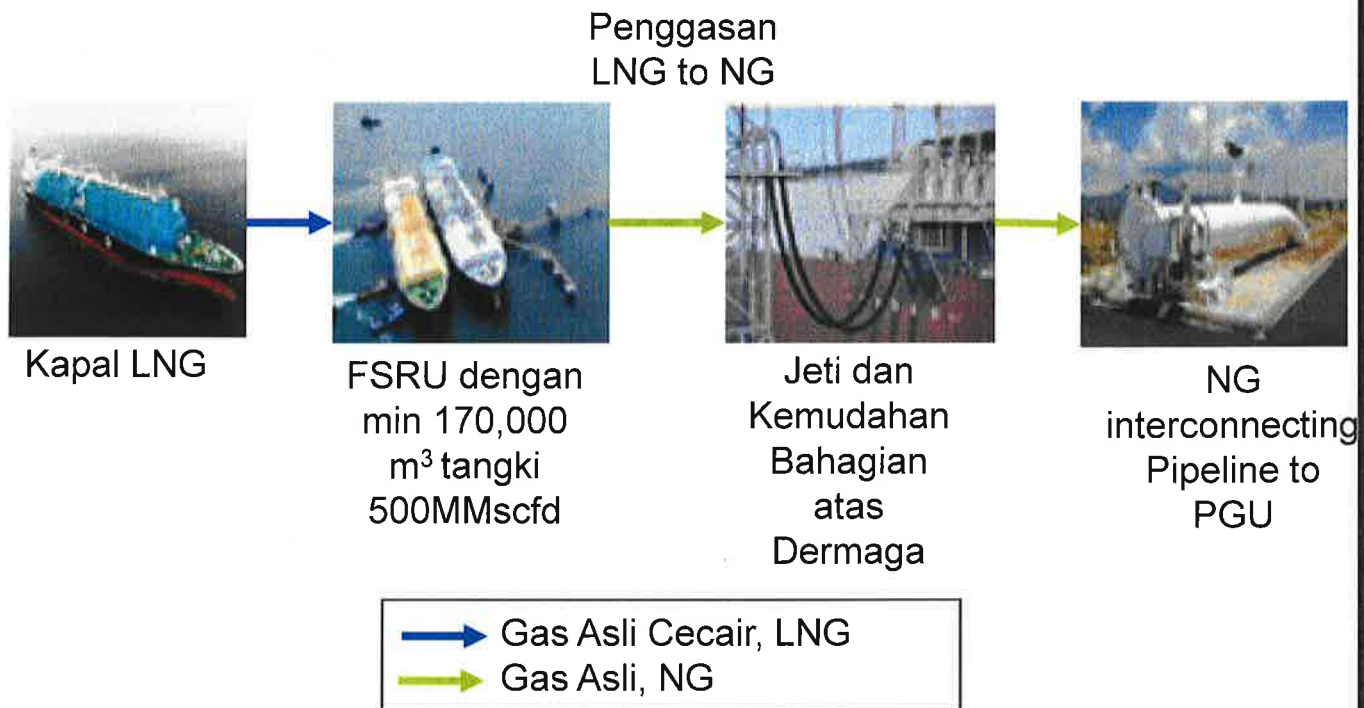 Penggasan
LNG to NG
Kapal LNG
FSRU dengan
min 170,000
m³ tangki
500MMscfd
Jeti dan
Kemudahan
Bahagian
atas
Dermaga
NG
interconnecting
Pipeline to
PGU
Gas Asli Cecair, LNG
Gas Asli, NG